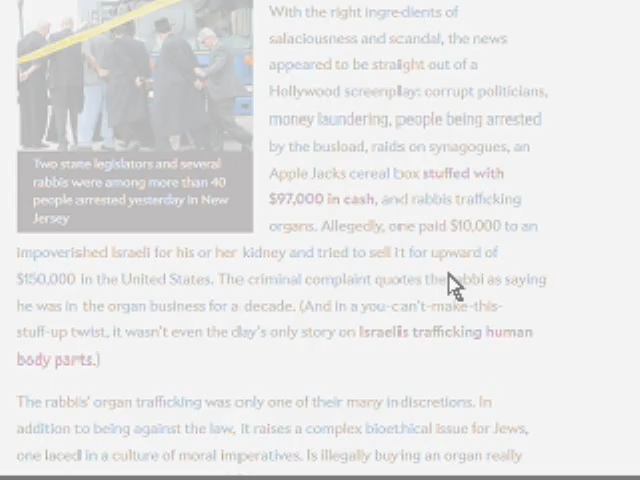 With the right ingredients of
salaciousness and scandal, the news
appeared to be straight out of a
Hollywood screenplay: corrupt politicians,
money laundering, people being arrested
by the busload, raids on synagogues, an
Apple Jacks cereal box stuffed with
$97,000 in cash, and rabbis trafficking
organs. Allegedly, one paid $10,000 to an
Two state legislators and several
rabbis were among more than 40
people arrested yesterday in New
Jersey
impoverished Israeli for his or her kidney and tried to sell it for upward of
$150,000 in the United States. The criminal complaint quotes the rabbi as saying
he was in the organ business for a decade. (And in a you-can't-make-this-
stuff-up twist, it wasn't even the day's only story on Israelis trafficking human
body parts.)
The rabbis' organ trafficking was only one of their many indiscretions. In
addition to being against the law, it raises a complex bioethical issue for Jews,
one laced in a culture of moral imperatives. Is illegally buying an organ really